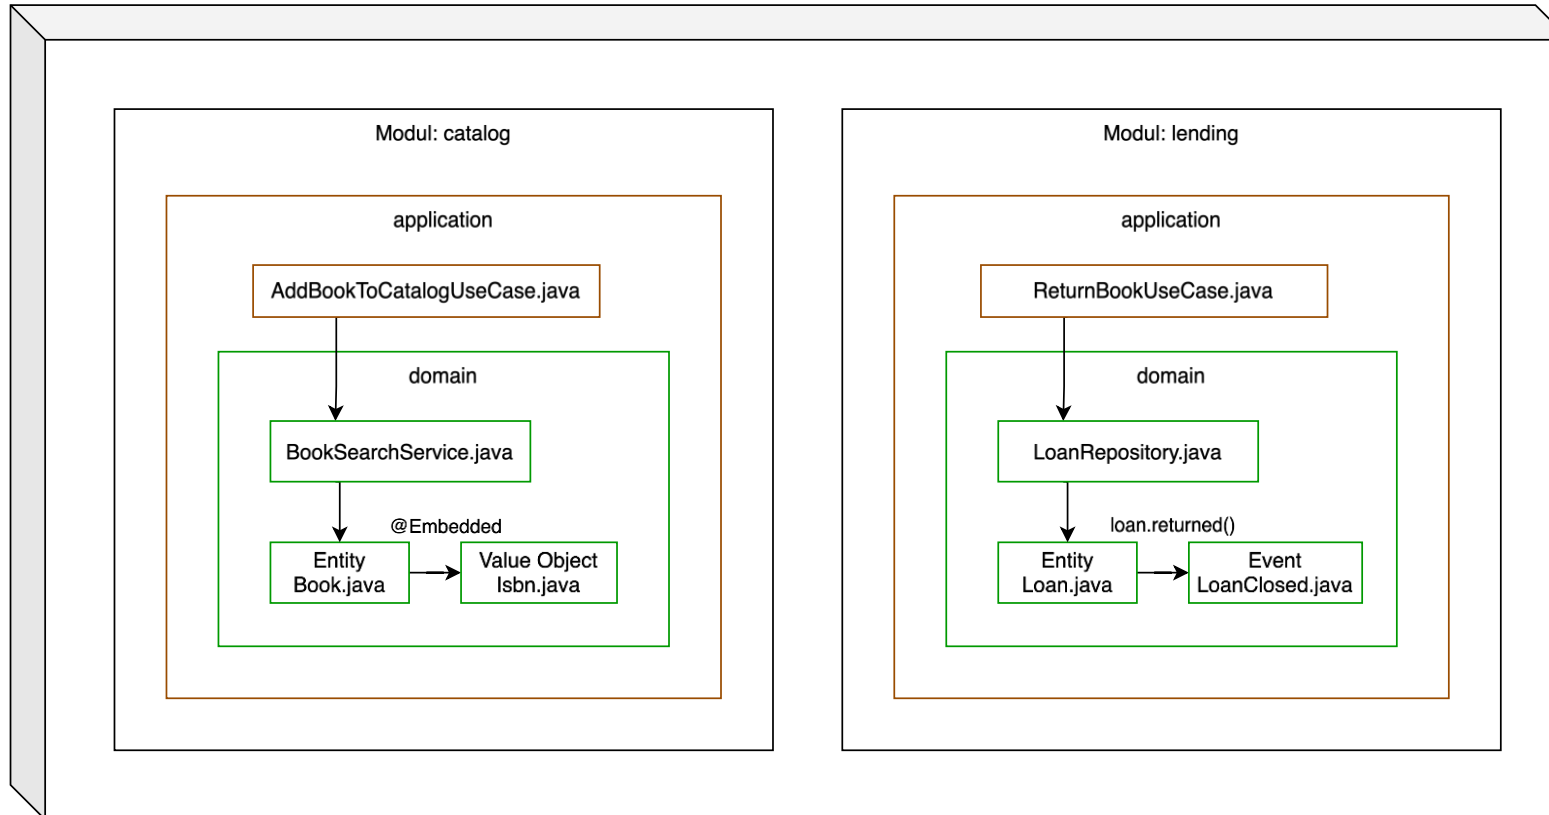 Modul: catalog
application
AddBookToCatalogUseCase.java
domain
BookSearchService.java
@Embedded
Entity
Book.java
Value Object
Isbn.java
Modul: lending
application
ReturnBookUseCase.java
domain
LoanRepository.java
loan.returned()
Entity
Loan.java
Event
LoanClosed.java